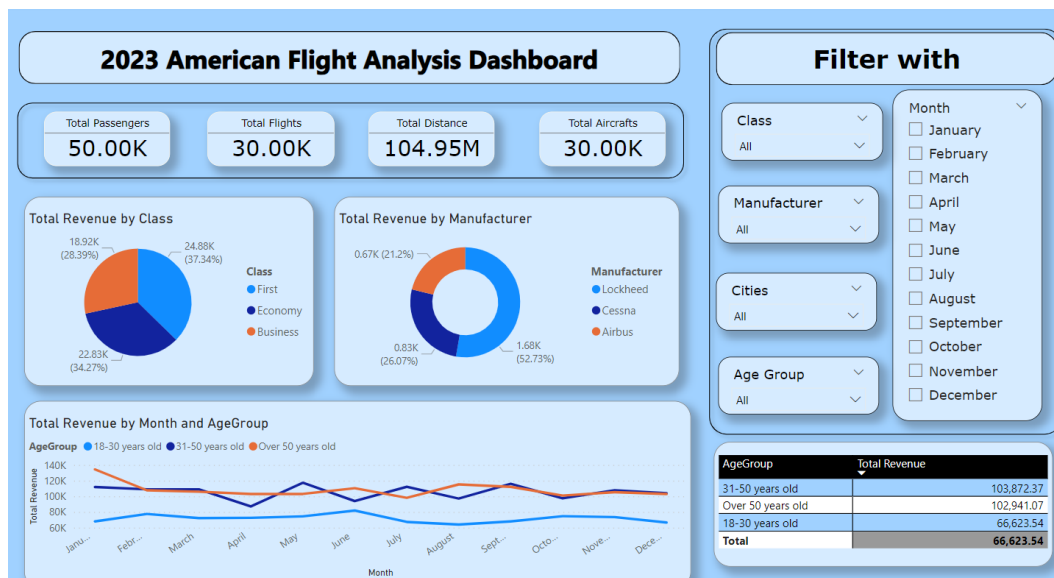 2023 American Flight Analysis Dashboard
Total Passengers
50.00K
Total Flights
30.00K
Total Distance
104.95M
Total Aircrafts
30.00K
Total Revenue by Class
18.92K
(28.39%)
24.88K
(37.34%)
22.83K
(34.27%)
Class
First
Economy
Business
Total Revenue by Manufacturer
0.67K (21.2%)
0.83K
(26.07%)
1.68K
(52.73%)
Manufacturer
Lockheed
Cessna
Airbus
Total Revenue by Month and AgeGroup
AgeGroup 18-30 years old 31-50 years old Over 50 years old
Total Revenue
140K
120K
100K
80K
60K
Janu... Febr... March April May June July August Sept... Octo... Nove... Dece...
Month
Filter with
Class
All
Manufacturer
All
Cities
All
Age Group
All
Month
January
February
March
April
May
June
July
August
September
October
November
December
AgeGroup Total Revenue
31-50 years old 103,872.37
Over 50 years old 102,941.07
18-30 years old 66,623.54
Total 66,623.54